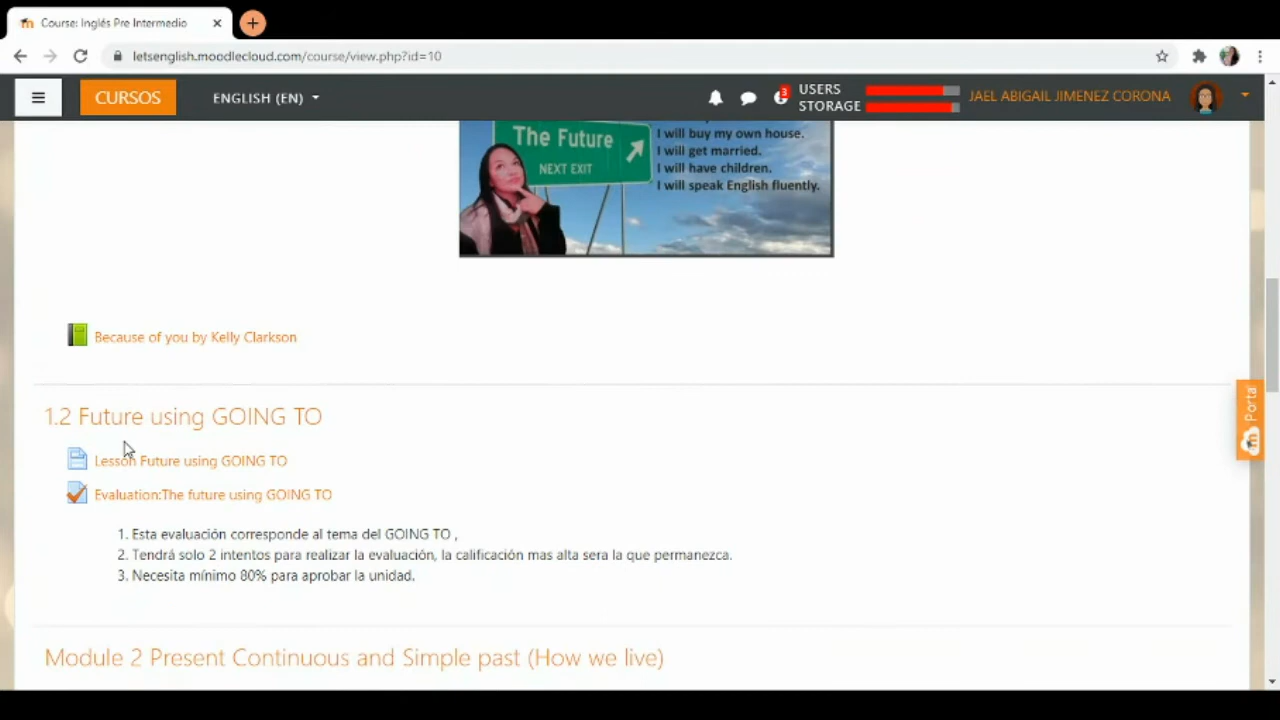 Course: Inglés Pre Intermedio
letsenglish.moodlecloud.com/course/view.php?id=10
CURSOS
ENGLISH (EN)
3
USERS
STORAGE
JAEL ABIGAIL JIMENEZ CORONA
The Future
NEXT EXIT
I will buy my own house.
I will get married.
I will have children.
I will speak English fluently.
Because of you by Kelly Clarkson
Portal
1.2 Future using GOING TO
Lesson Future using GOING TO
Evaluation:The future using GOING TO
1. Esta evaluación corresponde al tema del GOING TO ,
2. Tendrá solo 2 intentos para realizar la evaluación, la calificación mas alta sera la que permanezca.
3. Necesita mínimo 80% para aprobar la unidad.
Module 2 Present Continuous and Simple past (How we live)